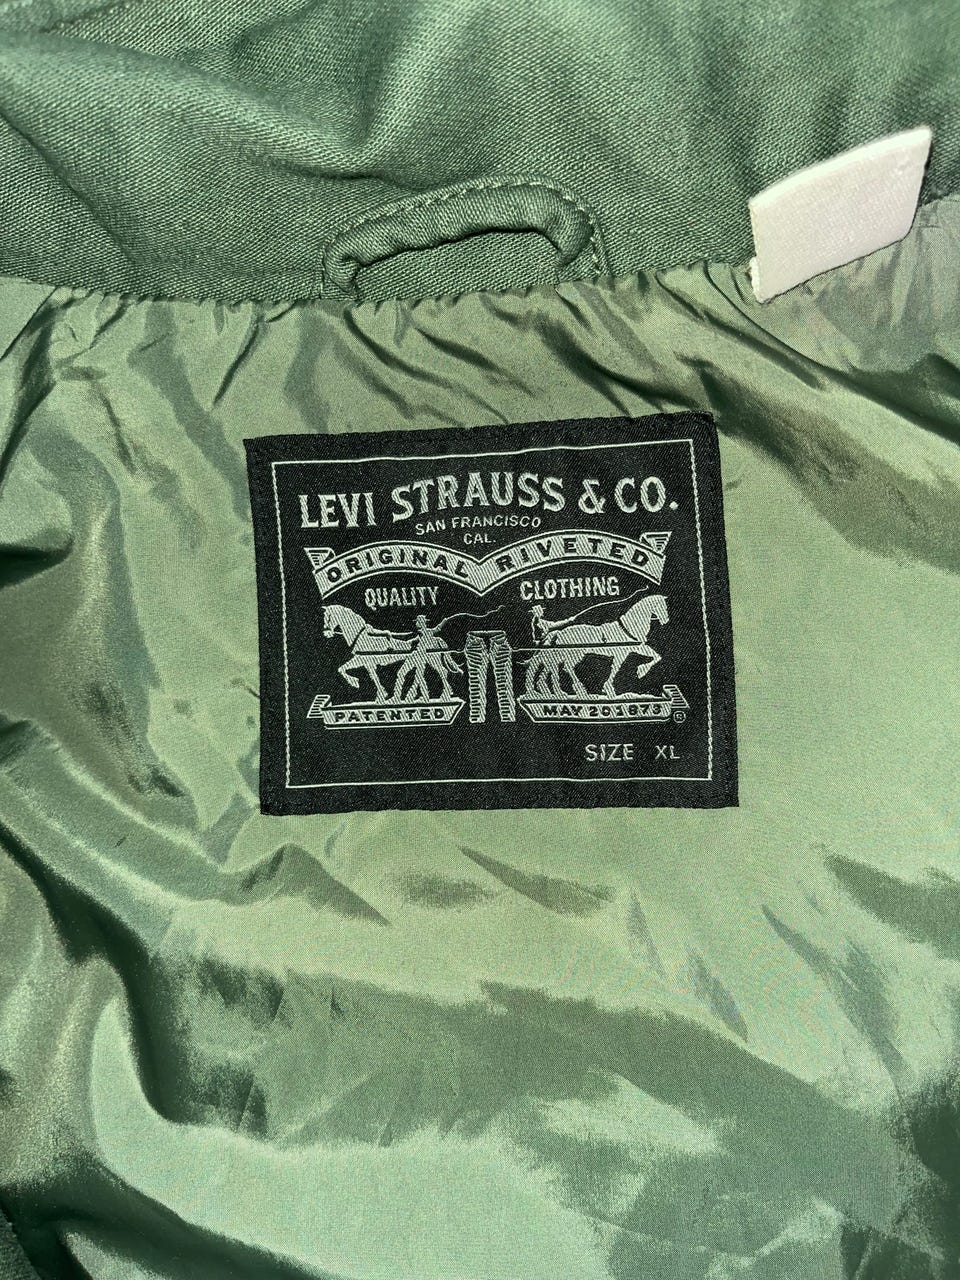 LEVI STRAUSS & CO.
SAN FRANCISCO
CAL.
ORIGINAL RIVETED
QUALITY CLOTHING
PATENTED MAY 20 1873
®
SIZE XL